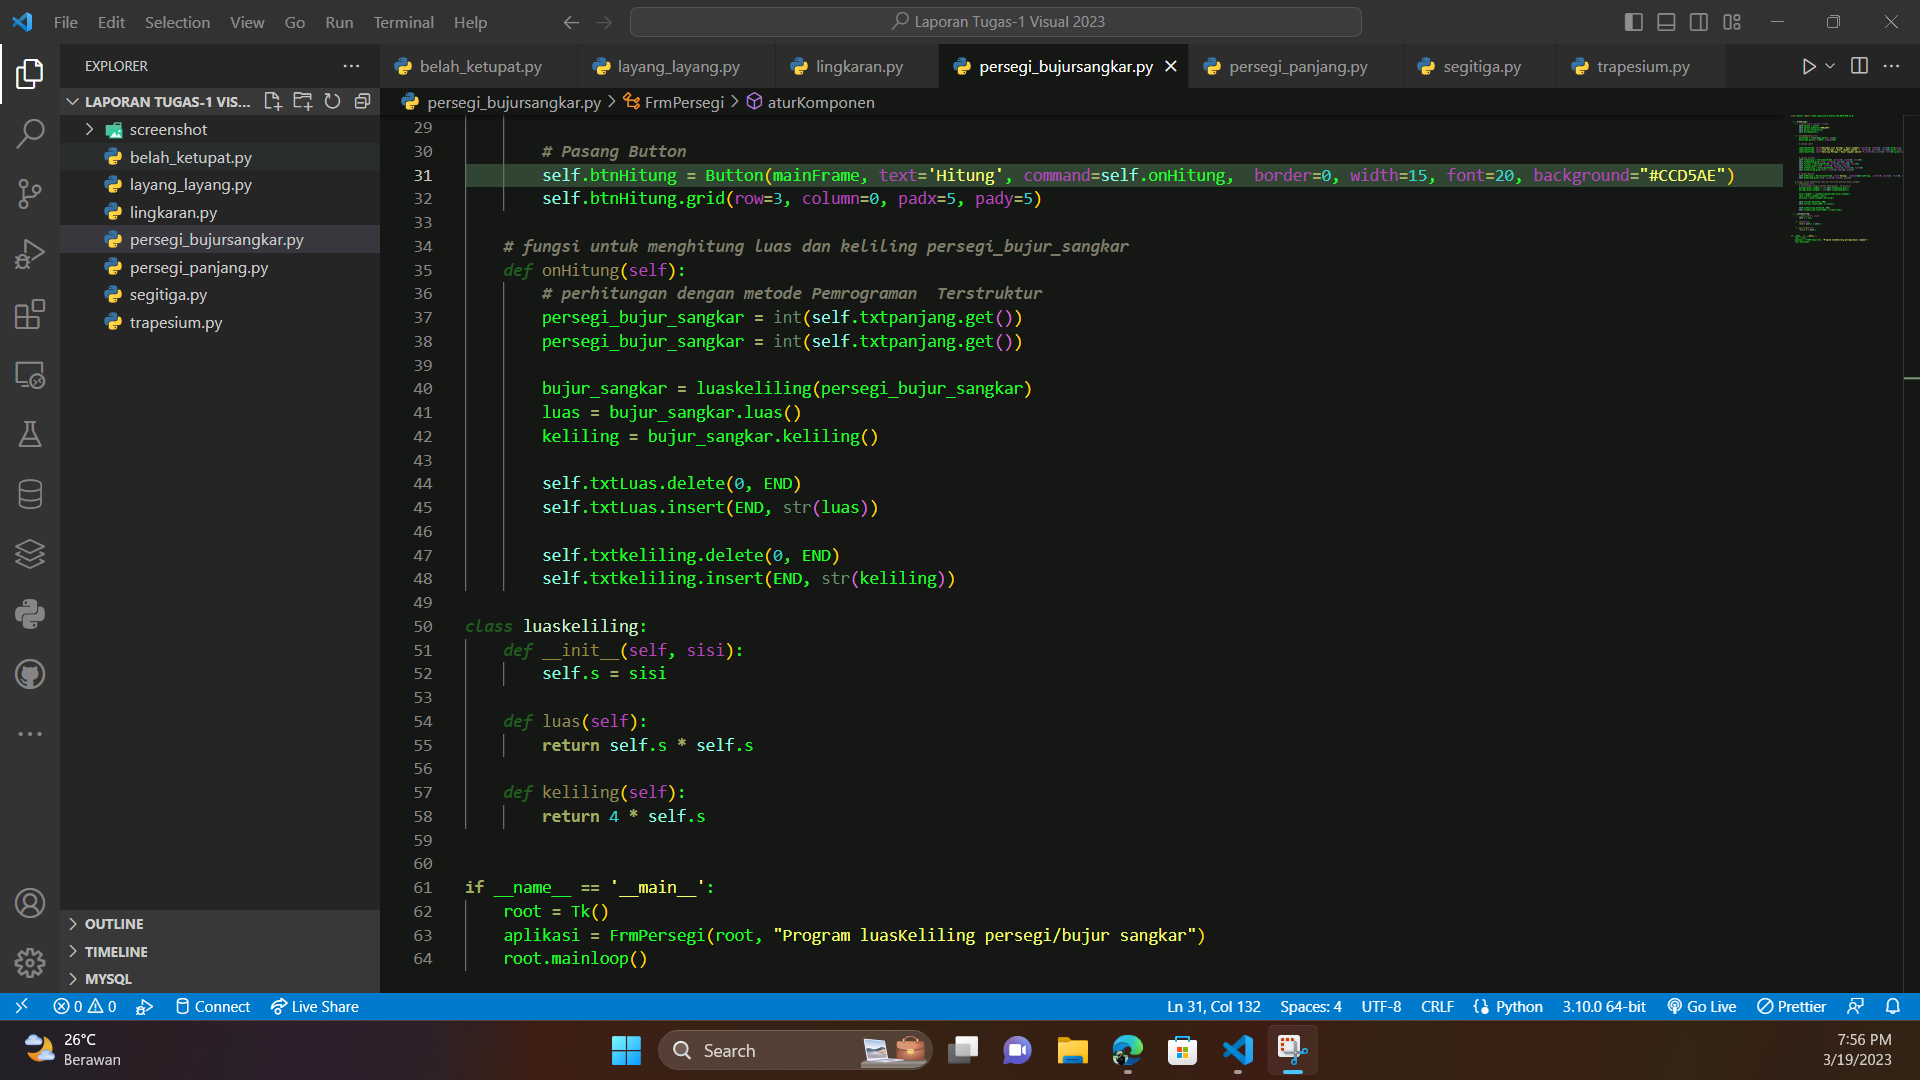 File Edit Selection View Go Run Terminal Help
Laporan Tugas-1 Visual 2023
EXPLORER
LAPORAN TUGAS-1 VIS...
screenshot
belah_ketupat.py
layang_layang.py
lingkaran.py
persegi_bujursangkar.py
persegi_panjang.py
segitiga.py
trapesium.py
OUTLINE
TIMELINE
MYSQL
belah_ketupat.py layang_layang.py lingkaran.py persegi_bujursangkar.py persegi_panjang.py segitiga.py trapesium.py
persegi_bujursangkar.py > FrmPersegi > aturKomponen
29
30 # Pasang Button
31 self.btnHitung = Button(mainFrame, text='Hitung', command=self.onHitung,  border=0, width=15, font=20, background="#CCD5AE")
32 self.btnHitung.grid(row=3, column=0, padx=5, pady=5)
33
34 # fungsi untuk menghitung luas dan keliling persegi_bujur_sangkar
35 def onHitung(self):
36 # perhitungan dengan metode Pemrograman  Terstruktur
37 persegi_bujur_sangkar = int(self.txtpanjang.get())
38 persegi_bujur_sangkar = int(self.txtpanjang.get())
39
40 bujur_sangkar = luaskeliling(persegi_bujur_sangkar)
41 luas = bujur_sangkar.luas()
42 keliling = bujur_sangkar.keliling()
43
44 self.txtLuas.delete(0, END)
45 self.txtLuas.insert(END, str(luas))
46
47 self.txtkeliling.delete(0, END)
48 self.txtkeliling.insert(END, str(keliling))
49
50 class luaskeliling:
51 def __init__(self, sisi):
52 self.s = sisi
53
54 def luas(self):
55 return self.s * self.s
56
57 def keliling(self):
58 return 4 * self.s
59
60
61 if __name__ == '__main__':
62 root = Tk()
63 aplikasi = FrmPersegi(root, "Program luasKeliling persegi/bujur sangkar")
64 root.mainloop()
0 0 Connect Live Share Ln 31, Col 132 Spaces: 4 UTF-8 CRLF Python 3.10.0 64-bit Go Live Prettier
26°C
Berawan
Search
7:56 PM
3/19/2023